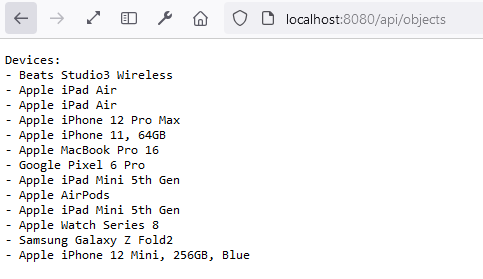 localhost:8080/api/objects
Devices:
- Beats Studio3 Wireless
- Apple iPad Air
- Apple iPad Air
- Apple iPhone 12 Pro Max
- Apple iPhone 11, 64GB
- Apple MacBook Pro 16
- Google Pixel 6 Pro
- Apple iPad Mini 5th Gen
- Apple AirPods
- Apple iPad Mini 5th Gen
- Apple Watch Series 8
- Samsung Galaxy Z Fold2
- Apple iPhone 12 Mini, 256GB, Blue